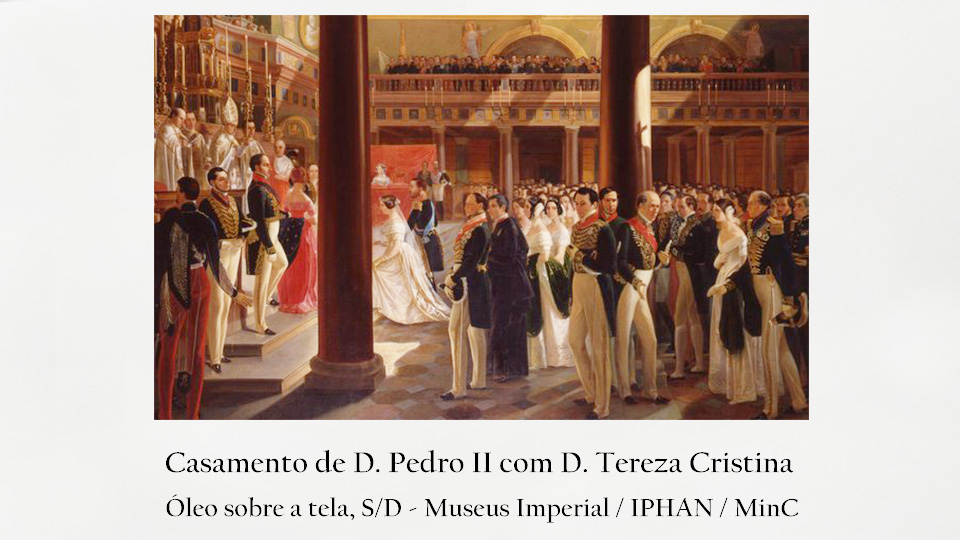 Casamento de D. Pedro II com D. Tereza Cristina
Óleo sobre a tela, S/D - Museus Imperial / IPHAN / MinC